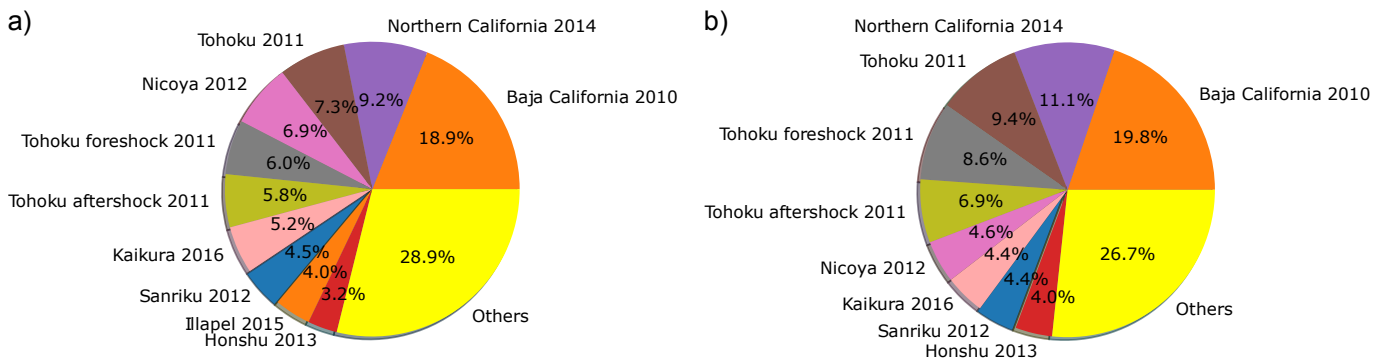 a)
Northern California 2014
Tohoku 2011
Nicoya 2012
Baja California 2010
Tohoku foreshock 2011
Tohoku aftershock 2011
Kaikura 2016
Sanriku 2012
Illapel 2015
Honshu 2013
Others
18.9%
9.2%
7.3%
6.9%
6.0%
5.8%
5.2%
4.5%
4.0%
3.2%
28.9%
b)
Northern California 2014
Tohoku 2011
Baja California 2010
Tohoku foreshock 2011
Tohoku aftershock 2011
Nicoya 2012
Kaikura 2016
Sanriku 2012
Honshu 2013
Others
19.8%
11.1%
9.4%
8.6%
6.9%
4.6%
4.4%
4.4%
4.0%
26.7%